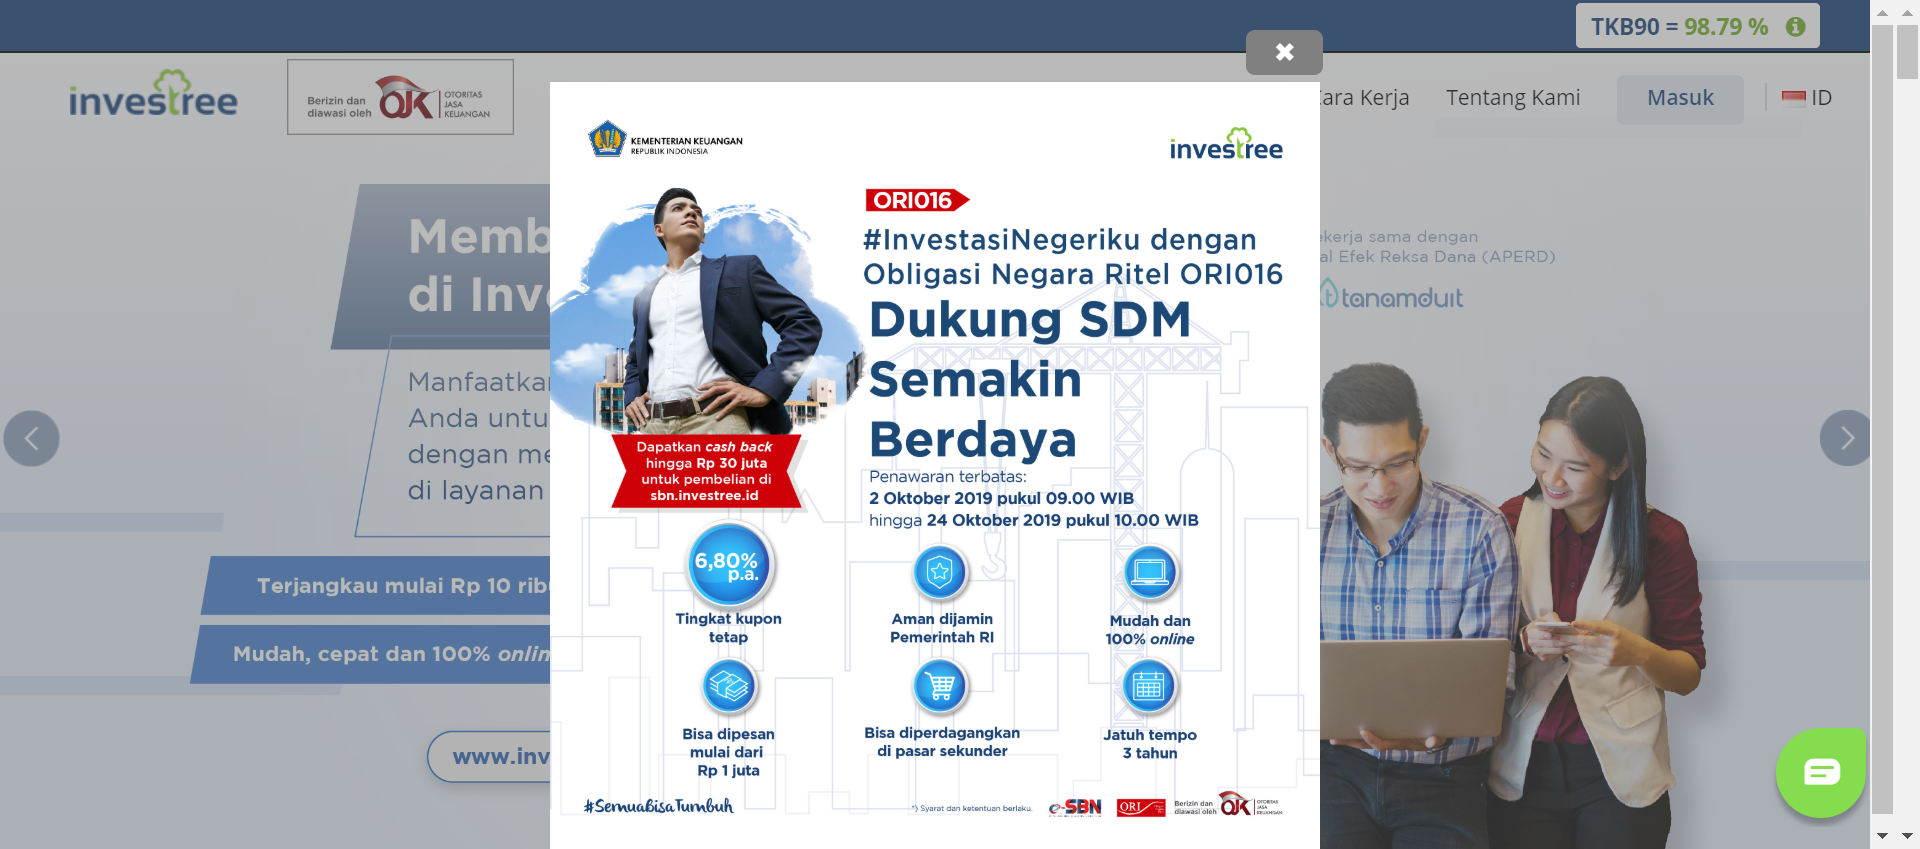 TKB90 = 98.79 %
investree
Berizin dan
diawasi oleh
OJK
OTORITAS
JASA
KEUANGAN
ara Kerja
Tentang Kami
Masuk
ID
Memb
di Inv
Manfaatka
Anda untu
dengan me
di layanan
Terjangkau mulai Rp 10 ribu
Mudah, cepat dan 100% onlin
www.inv
ekerja sama dengan
al Efek Reksa Dana (APERD)
tanamduit
KEMENTERIAN KEUANGAN
REPUBLIK INDONESIA
investree
ORI016
#InvestasiNegeriku dengan
Obligasi Negara Ritel ORI016
Dukung SDM
Semakin
Berdaya
Penawaran terbatas:
2 Oktober 2019 pukul 09.00 WIB
hingga 24 Oktober 2019 pukul 10.00 WIB
Dapatkan cash back
hingga Rp 30 juta
untuk pembelian di
sbn.investree.id
6,80%
p.a.
Tingkat kupon
tetap
Aman dijamin
Pemerintah RI
Mudah dan
100% online
Bisa dipesan
mulai dari
Rp 1 juta
Bisa diperdagangkan
di pasar sekunder
Jatuh tempo
3 tahun
#SemuaBisaTumbuh
*) Syarat dan ketentuan berlaku.
e-SBN
ORI
Berizin dan
diawasi oleh
OJK
OTORITAS
JASA
KEUANGAN